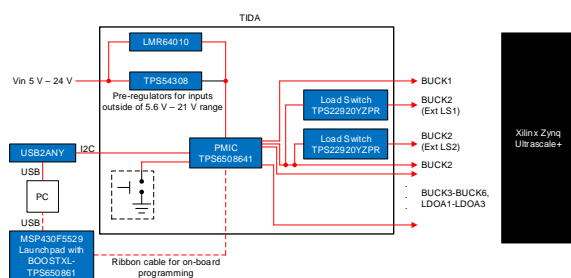 TIDA
LMR64010
Vin 5 V – 24 V
TPS54308
Pre-regulators for inputs
outside of 5.6 V – 21 V range
BUCK1
Load Switch
TPS22920YZPR
BUCK2
(Ext LS1)
Load Switch
TPS22920YZPR
BUCK2
(Ext LS2)
BUCK2
Xilinx Zynq
Ultrascale+
USB2ANY
I2C
PMIC
TPS6508641
USB
PC
USB
BUCK3-BUCK6,
LDOA1-LDOA3
MSP430F5529
Launchpad with
BOOSTXL-
TPS650861
Ribbon cable for on-board
programming